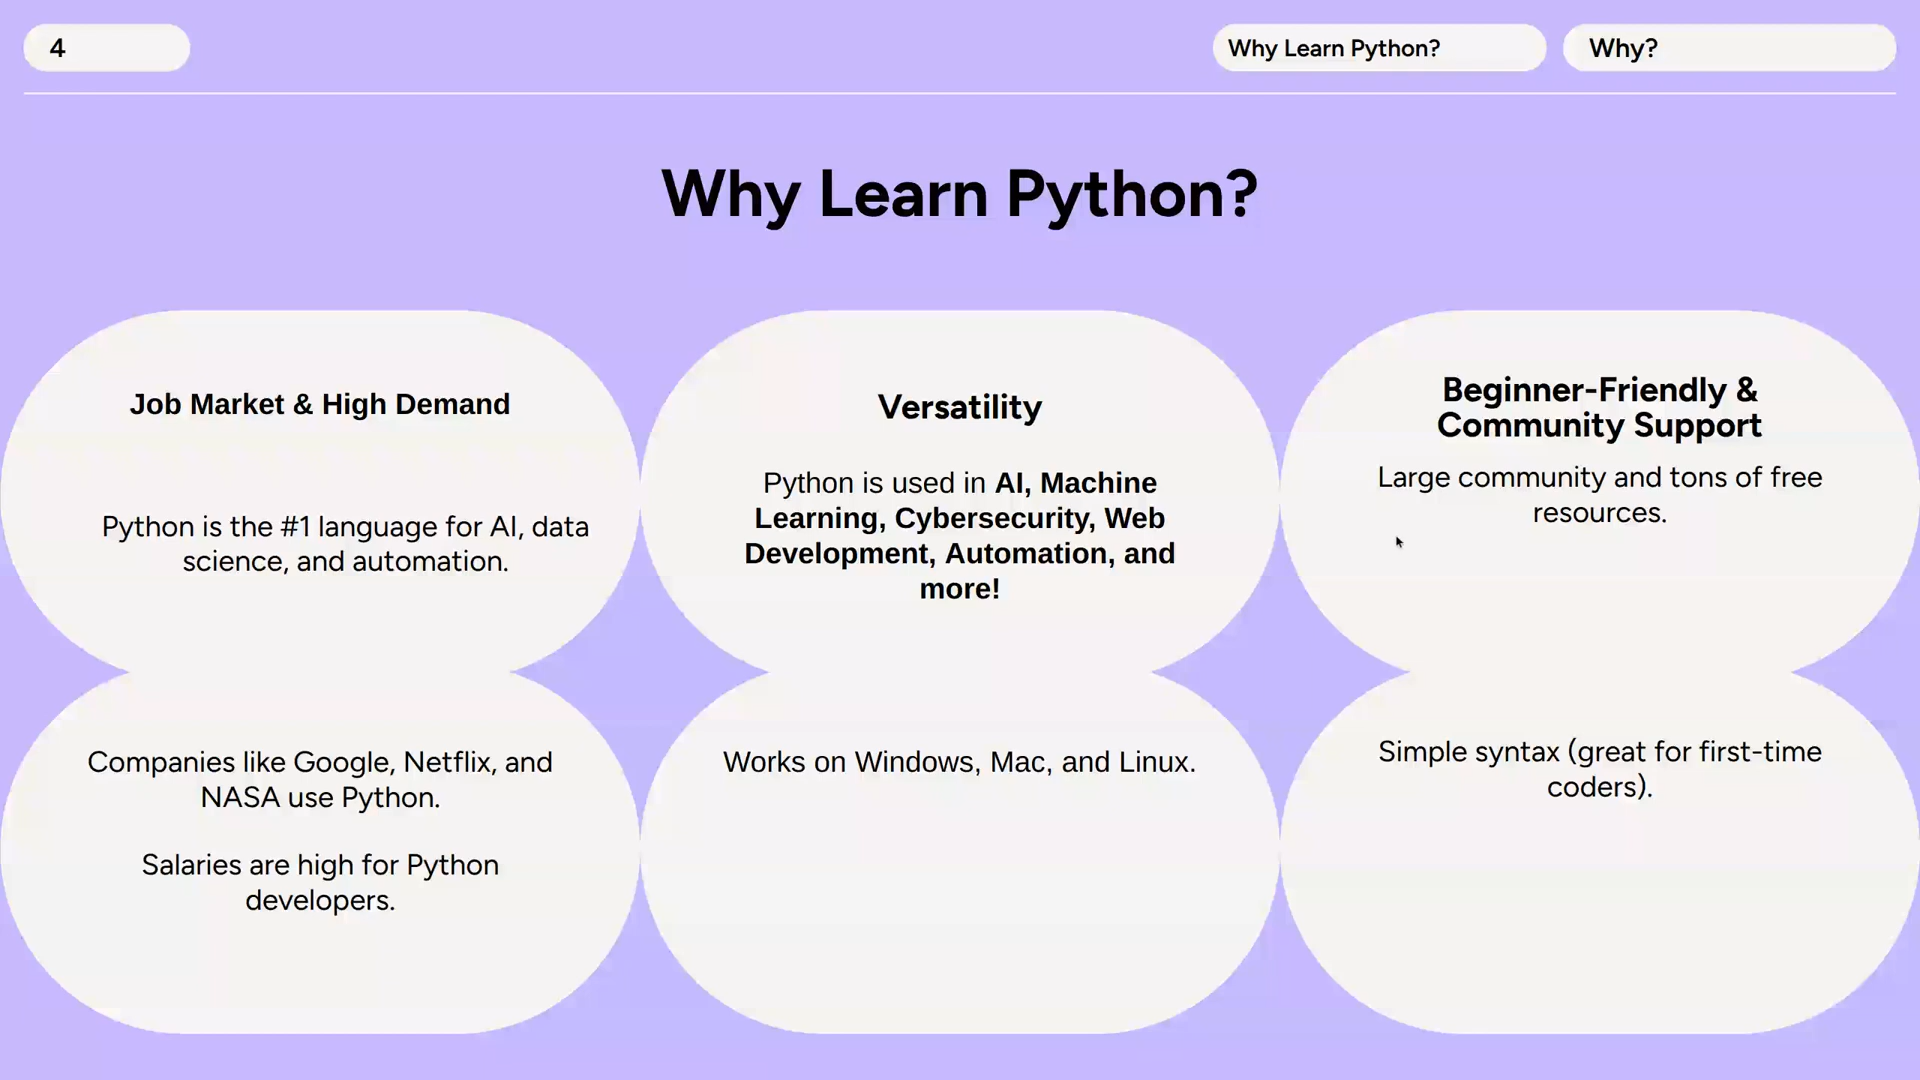 4
Why Learn Python?
Why?
Why Learn Python?
Job Market & High Demand
Python is the #1 language for AI, data
science, and automation.
Companies like Google, Netflix, and
NASA use Python.
Salaries are high for Python
developers.
Versatility
Python is used in AI, Machine
Learning, Cybersecurity, Web
Development, Automation, and
more!
Works on Windows, Mac, and Linux.
Beginner-Friendly &
Community Support
Large community and tons of free
resources.
Simple syntax (great for first-time
coders).